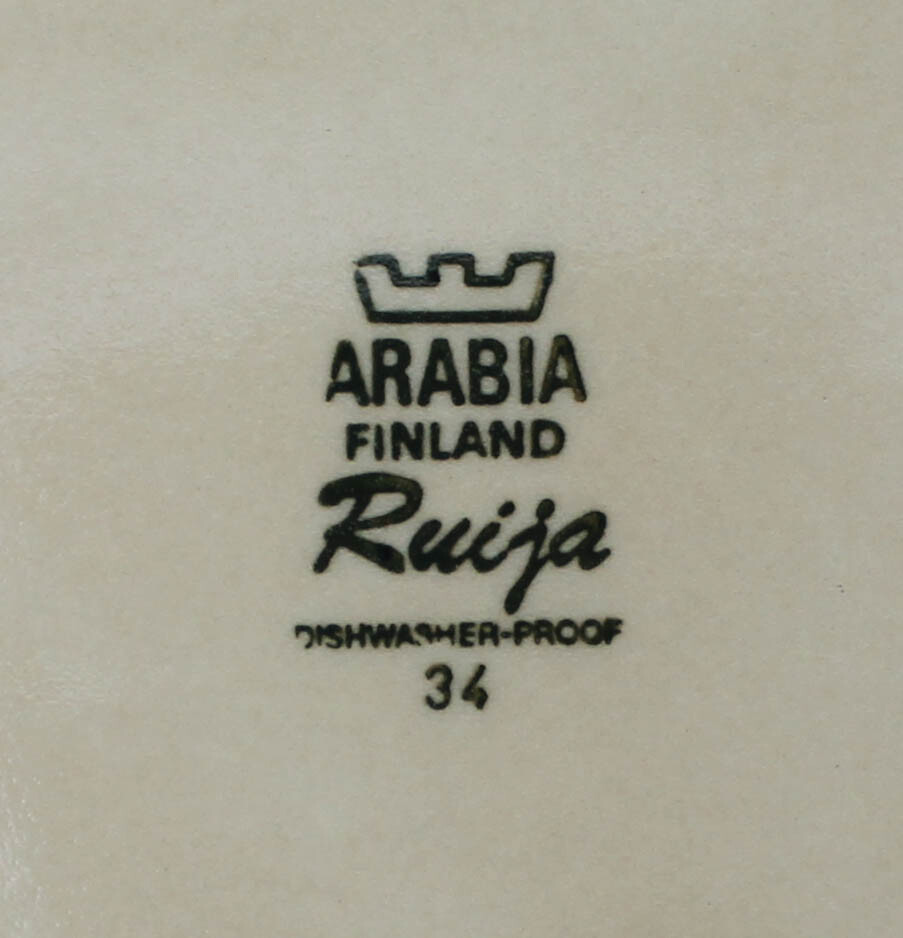 ARABIA
FINLAND
Ruija
DISHWASHER-PROOF
34